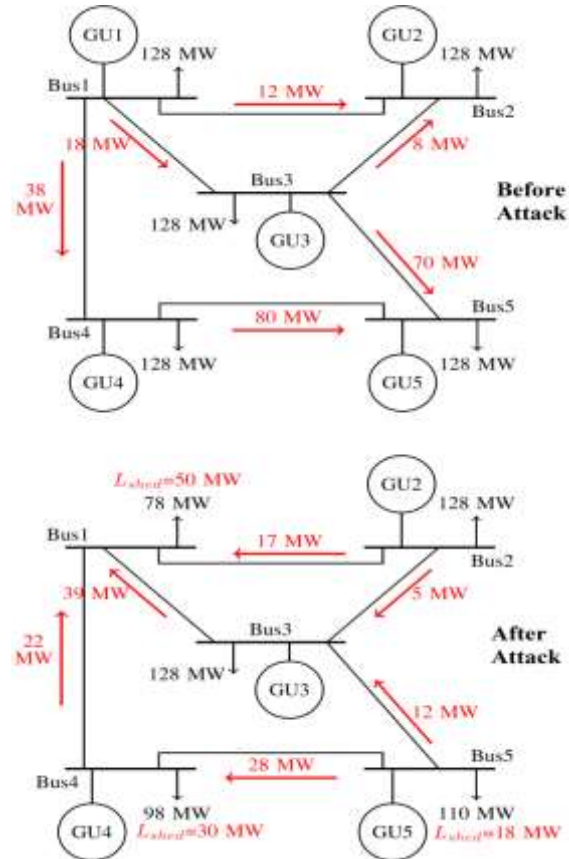 GU1 GU2
128 MW 128 MW
Bus1 12 MW Bus2
18 MW 8 MW
Bus3
38
MW
128 MW GU3
Before
Attack
70 MW
Bus4 80 MW Bus5
GU4 128 MW GU5 128 MW
L_shed=50 MW
78 MW GU2 128 MW
Bus1 17 MW Bus2
39 MW 5 MW
Bus3
22
MW
128 MW GU3
After
Attack
12 MW
Bus4 28 MW Bus5
GU4 98 MW GU5 110 MW
L_shed=30 MW L_shed=18 MW